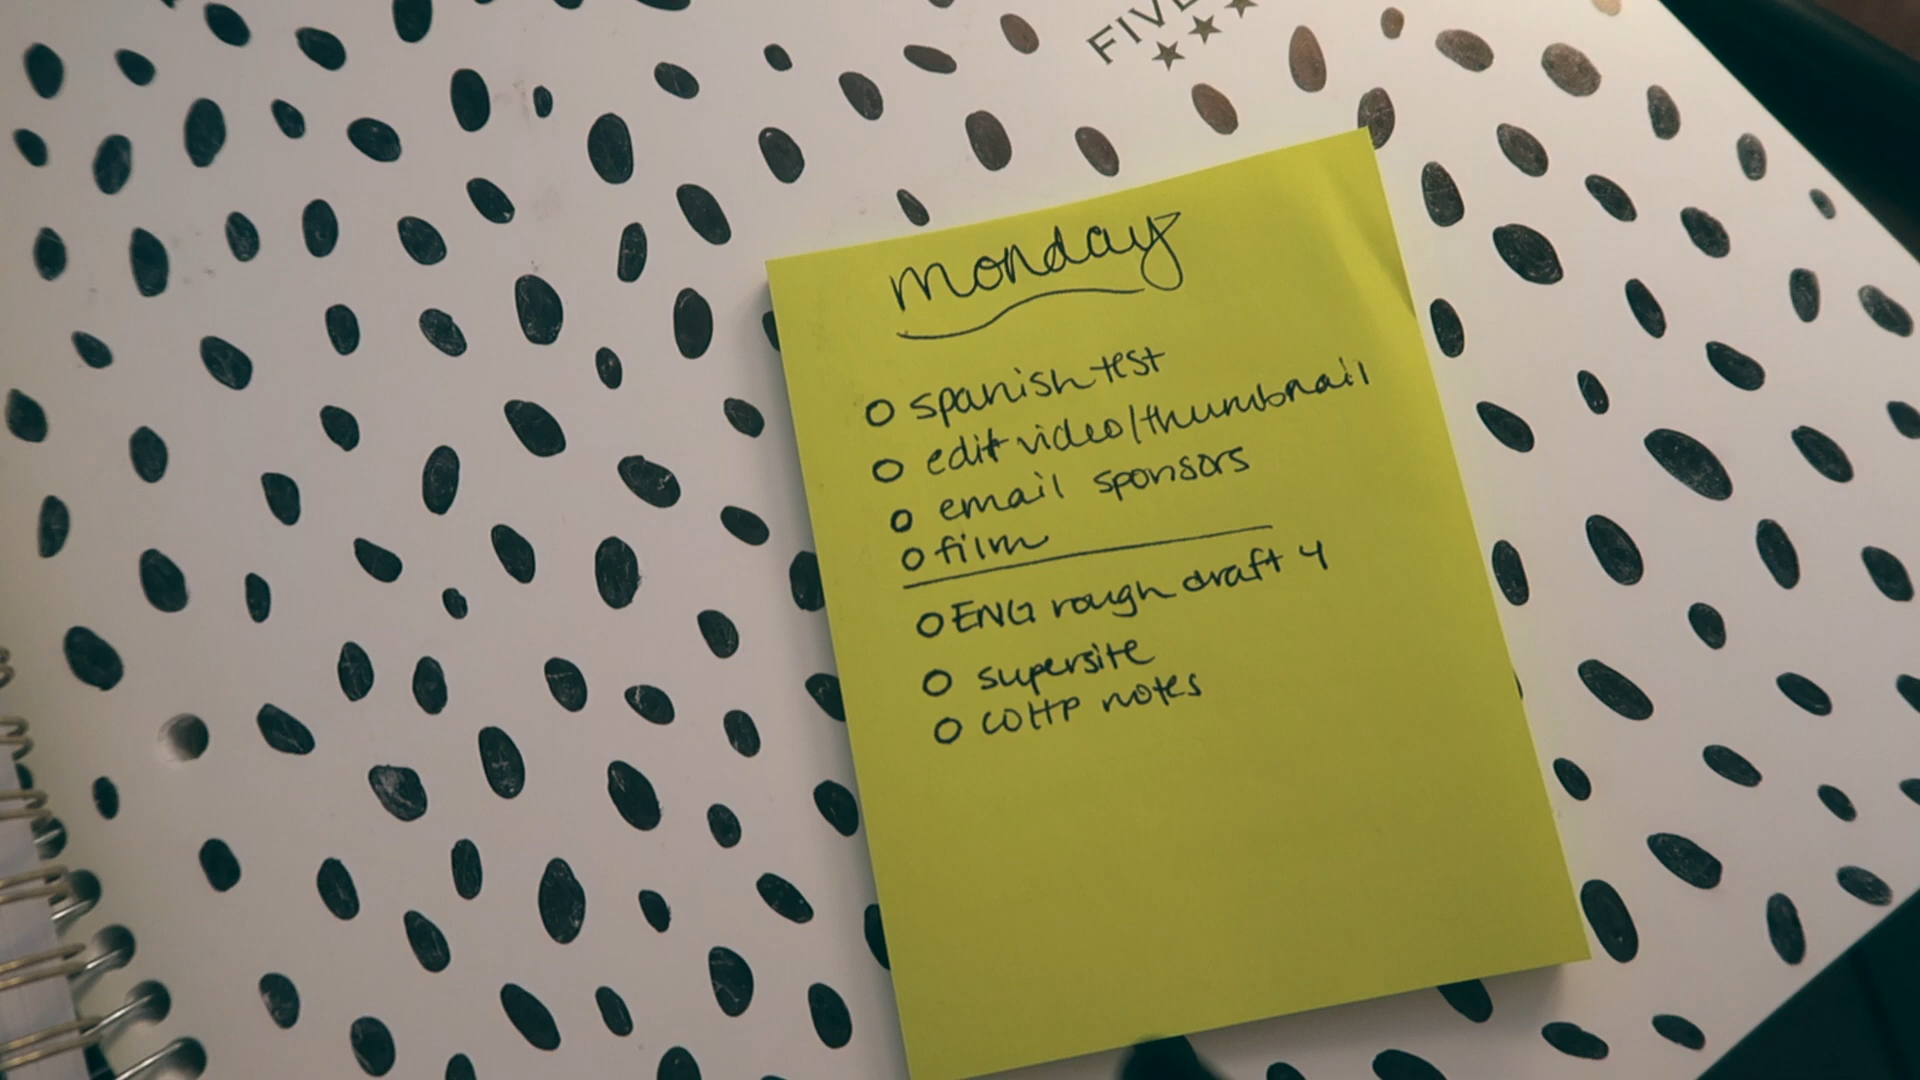 FIVE
monday
spanish test
edit video/thumbnail
email sponsors
film
ENG rough draft 4
supersite
COHP notes